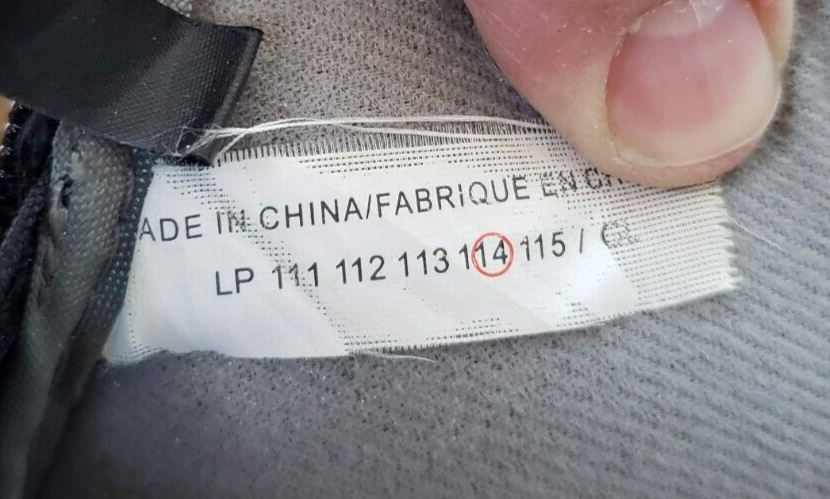 ADE IN CHINA/FABRIQUE EN
LP 111 112 113 114 115 /